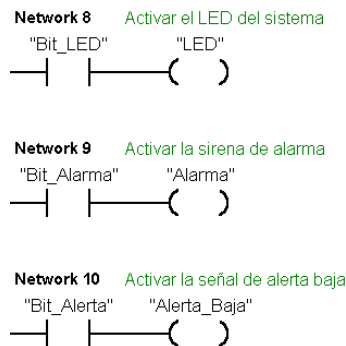 Network 8 Activar el LED del sistema
"Bit_LED" "LED"
Network 9 Activar la sirena de alarma
"Bit_Alarma" "Alarma"
Network 10 Activar la señal de alerta baja
"Bit_Alerta" "Alerta_Baja"